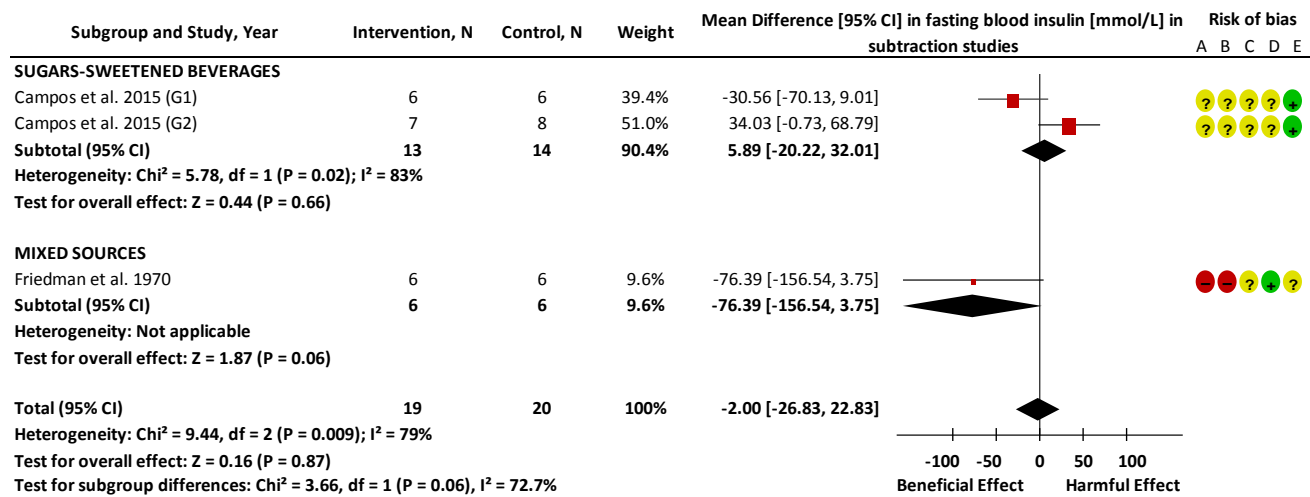 Subgroup and Study, Year Intervention, N Control, N Weight Mean Difference [95% CI] in fasting blood insulin [mmol/L] in subtraction studies Risk of bias
A B C D E
SUGARS-SWEETENED BEVERAGES
Campos et al. 2015 (G1) 6 6 39.4% -30.56 [-70.13, 9.01] ? ? ? ? +
Campos et al. 2015 (G2) 7 8 51.0% 34.03 [-0.73, 68.79] ? ? ? ? +
Subtotal (95% CI) 13 14 90.4% 5.89 [-20.22, 32.01]
Heterogeneity: Chi² = 5.78, df = 1 (P = 0.02); I² = 83%
Test for overall effect: Z = 0.44 (P = 0.66)
MIXED SOURCES
Friedman et al. 1970 6 6 9.6% -76.39 [-156.54, 3.75] − − ? + ?
Subtotal (95% CI) 6 6 9.6% -76.39 [-156.54, 3.75]
Heterogeneity: Not applicable
Test for overall effect: Z = 1.87 (P = 0.06)
Total (95% CI) 19 20 100% -2.00 [-26.83, 22.83]
Heterogeneity: Chi² = 9.44, df = 2 (P = 0.009); I² = 79%
Test for overall effect: Z = 0.16 (P = 0.87)
Test for subgroup differences: Chi² = 3.66, df = 1 (P = 0.06), I² = 72.7%
-100 -50 0 50 100
Beneficial Effect Harmful Effect